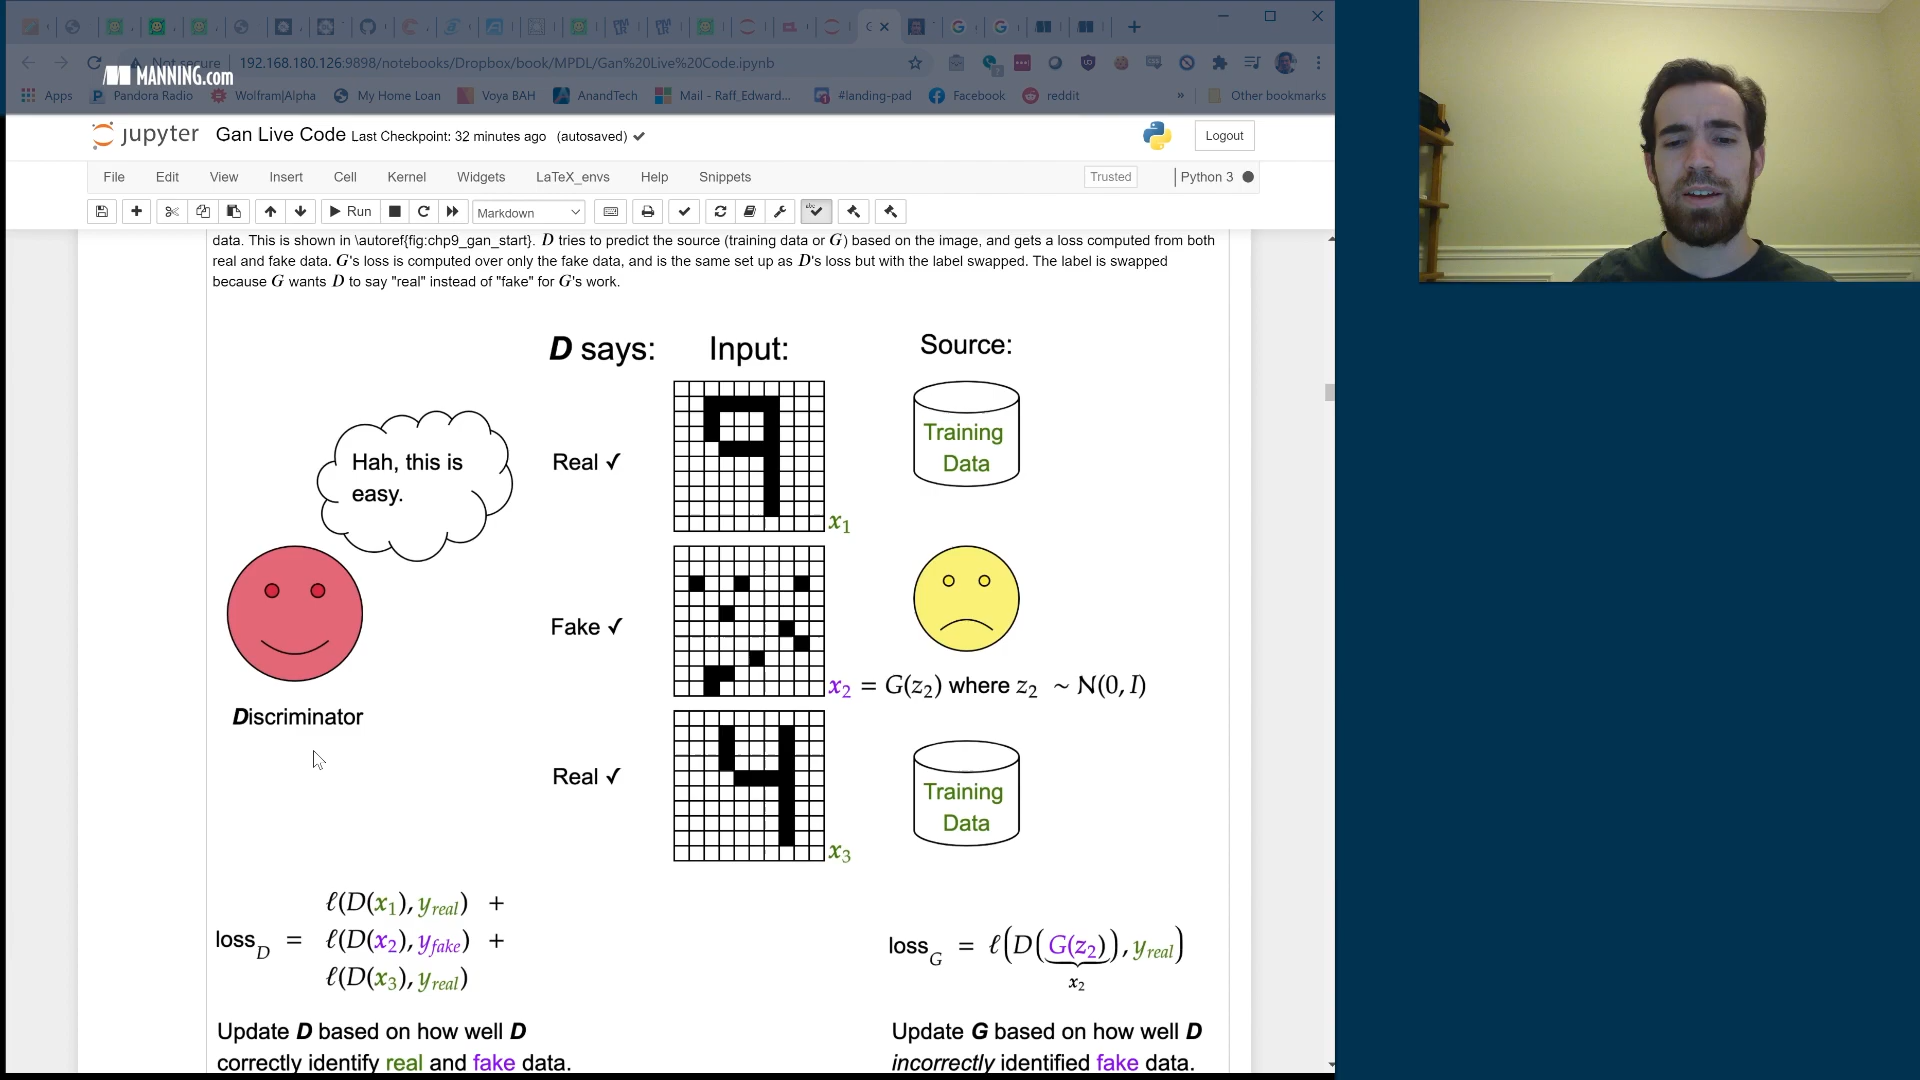 Not secure
192.168.180.126:9898/notebooks/Dropbox/book/MPDL/Gan%20Live%20Code.ipynb
MANNING.com
Apps
Pandora Radio
Wolfram|Alpha
My Home Loan
Voya BAH
AnandTech
Mail - Raff_Edward...
#landing-pad
Facebook
reddit
»
Other bookmarks
jupyter Gan Live Code Last Checkpoint: 32 minutes ago (autosaved)
Logout
File Edit View Insert Cell Kernel Widgets LaTeX_envs Help Snippets
Trusted
Python 3
Run
Markdown
data. This is shown in \autoref{fig:chp9_gan_start}. D tries to predict the source (training data or G) based on the image, and gets a loss computed from both
real and fake data. G's loss is computed over only the fake data, and is the same set up as D's loss but with the label swapped. The label is swapped
because G wants D to say "real" instead of "fake" for G's work.
D says: Input: Source:
Hah, this is
easy.
Real ✓
x₁
Training
Data
Fake ✓
x₂ = G(z₂) where z₂ ~ N(0, I)
Discriminator
Real ✓
x₃
Training
Data
ℓ(D(x₁), y_real) +
loss_D = ℓ(D(x₂), y_fake) +
ℓ(D(x₃), y_real)
loss_G = ℓ(D(G(z₂)), y_real)
x₂
Update D based on how well D
correctly identify real and fake data.
Update G based on how well D
incorrectly identified fake data.